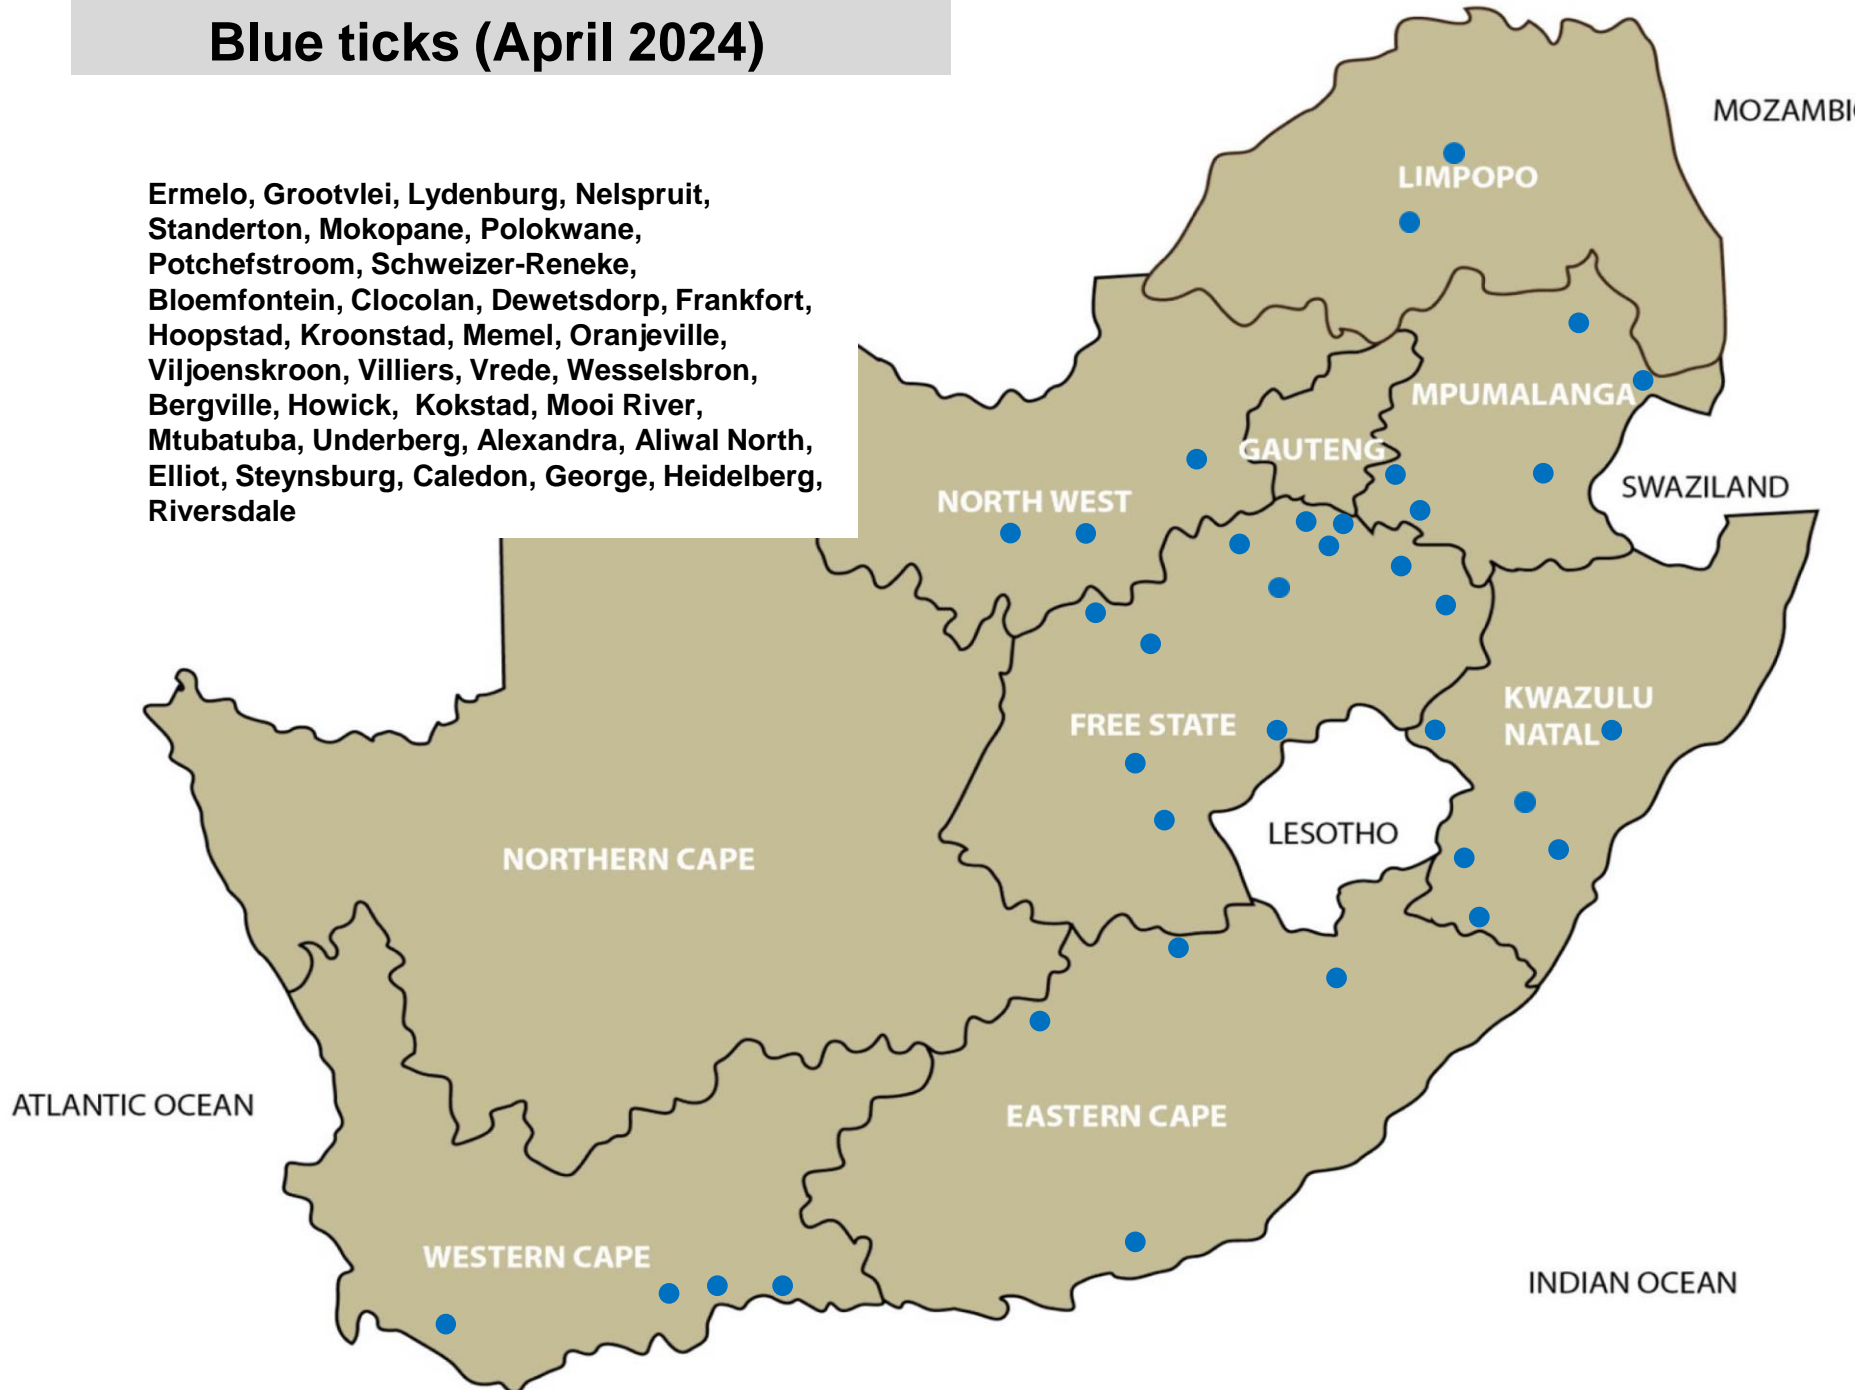 Blue ticks (April 2024)
Ermelo, Grootvlei, Lydenburg, Nelspruit,
Standerton, Mokopane, Polokwane,
Potchefstroom, Schweizer-Reneke,
Bloemfontein, Clocolan, Dewetsdorp, Frankfort,
Hoopstad, Kroonstad, Memel, Oranjeville,
Viljoenskroon, Villiers, Vrede, Wesselsbron,
Bergville, Howick, Kokstad, Mooi River,
Mtubatuba, Underberg, Alexandra, Aliwal North,
Elliot, Steynsburg, Caledon, George, Heidelberg,
Riversdale
MOZAMBI
LIMPOPO
MPUMALANGA
GAUTENG
SWAZILAND
NORTH WEST
KWAZULU
NATAL
FREE STATE
LESOTHO
NORTHERN CAPE
ATLANTIC OCEAN
EASTERN CAPE
WESTERN CAPE
INDIAN OCEAN